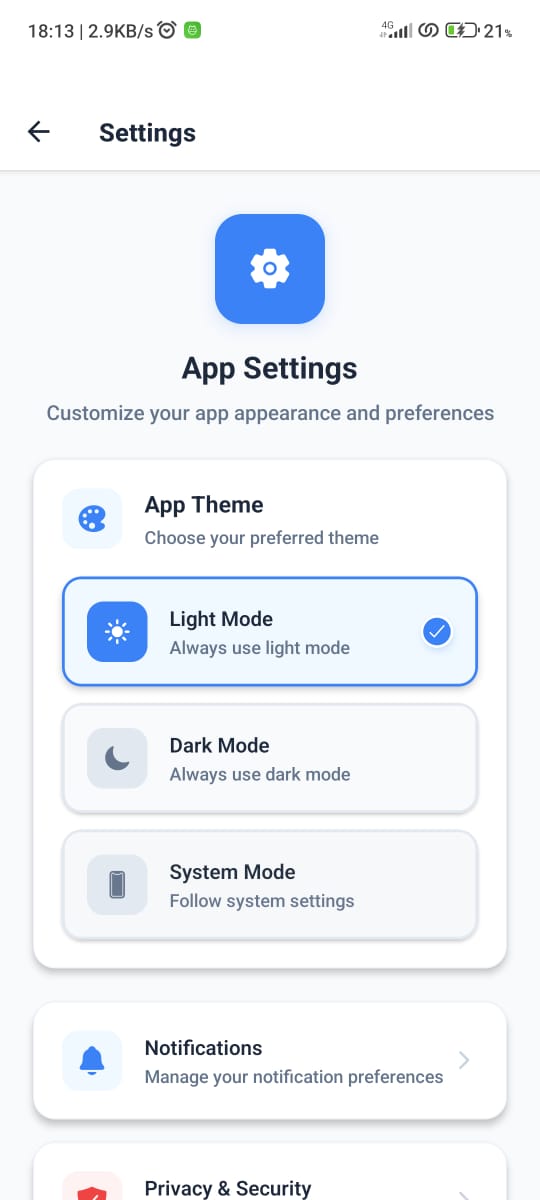 18:13 | 2.9KB/s
4G
21%
Settings
App Settings
Customize your app appearance and preferences
App Theme
Choose your preferred theme
Light Mode
Always use light mode
Dark Mode
Always use dark mode
System Mode
Follow system settings
Notifications
Manage your notification preferences
Privacy & Security